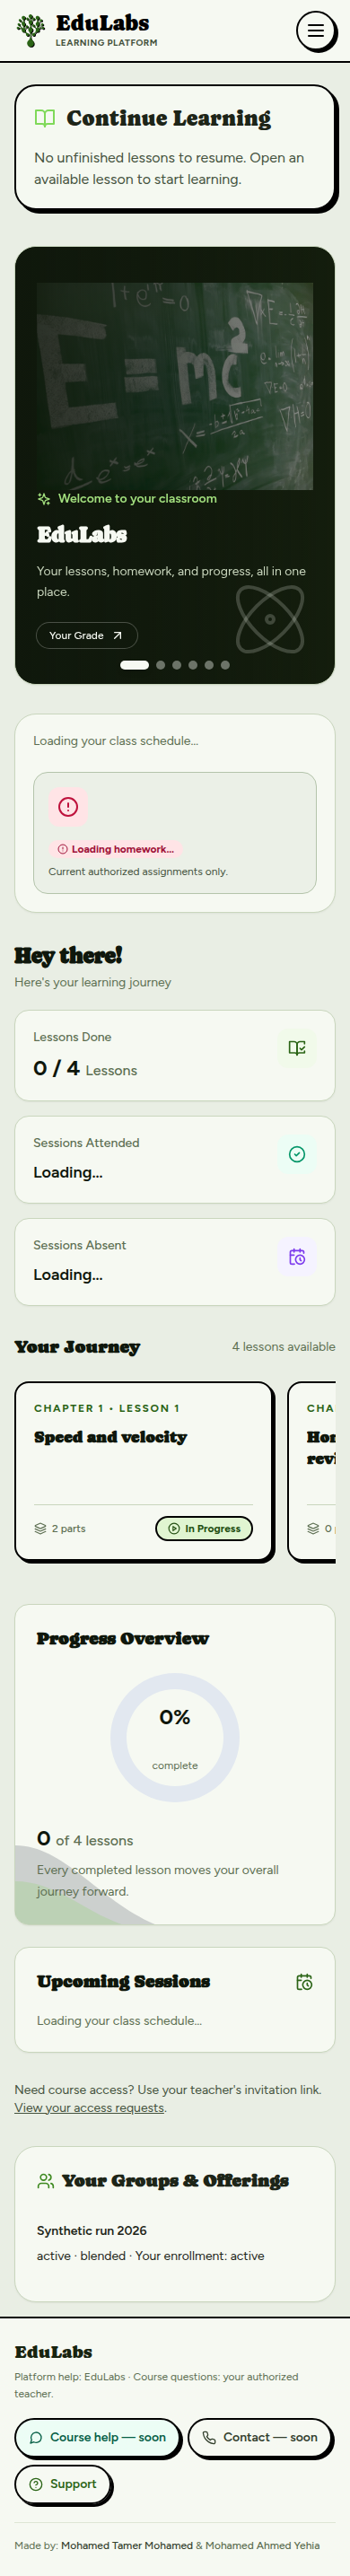 EduLabs
LEARNING PLATFORM
Continue Learning
No unfinished lessons to resume. Open an
available lesson to start learning.
E=mc²
Welcome to your classroom
EduLabs
Your lessons, homework, and progress, all in one
place.
Your Grade
Loading your class schedule...
Loading homework...
Current authorized assignments only.
Hey there!
Here's your learning journey
Lessons Done
0 / 4 Lessons
Sessions Attended
Loading...
Sessions Absent
Loading...
Your Journey
4 lessons available
CHAPTER 1 • LESSON 1
Speed and velocity
2 parts
In Progress
CHA
revi
0
Progress Overview
0%
complete
0 of 4 lessons
Every completed lesson moves your overall
journey forward.
Upcoming Sessions
Loading your class schedule...
Need course access? Use your teacher's invitation link.
View your access requests.
Your Groups & Offerings
Synthetic run 2026
active · blended · Your enrollment: active
EduLabs
Platform help: EduLabs · Course questions: your authorized
teacher.
Course help — soon
Contact — soon
Support
Made by: Mohamed Tamer Mohamed & Mohamed Ahmed Yehia